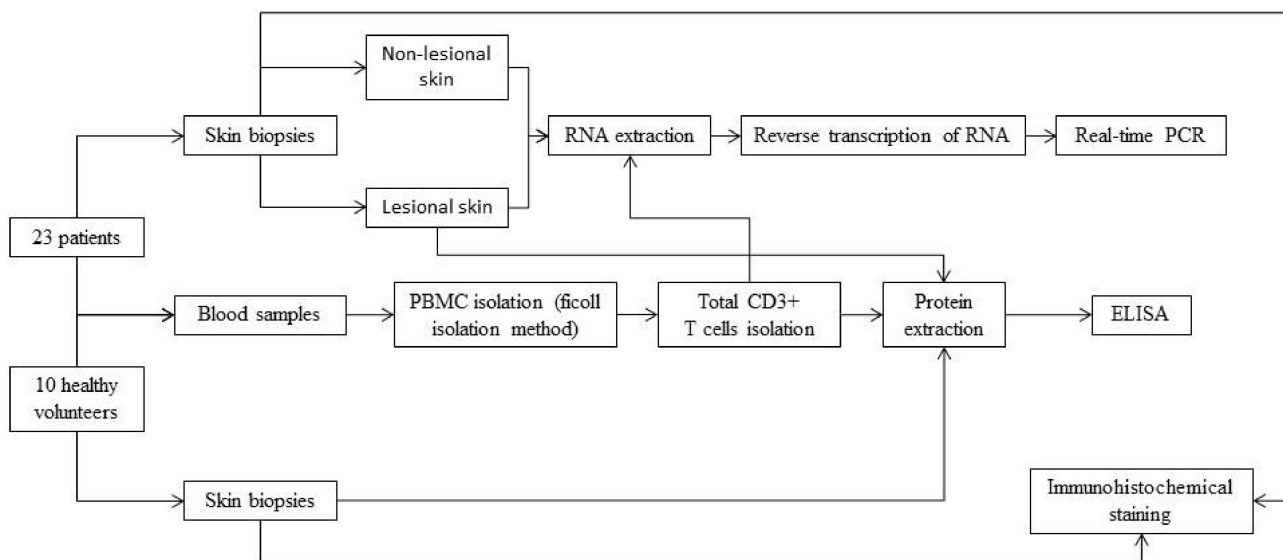 Non-lesional
skin
Skin biopsies
RNA extraction
Reverse transcription of RNA
Real-time PCR
Lesional skin
23 patients
Blood samples
PBMC isolation (ficoll
isolation method)
Total CD3+
T cells isolation
Protein
extraction
ELISA
10 healthy
volunteers
Skin biopsies
Immunohistochemical
staining